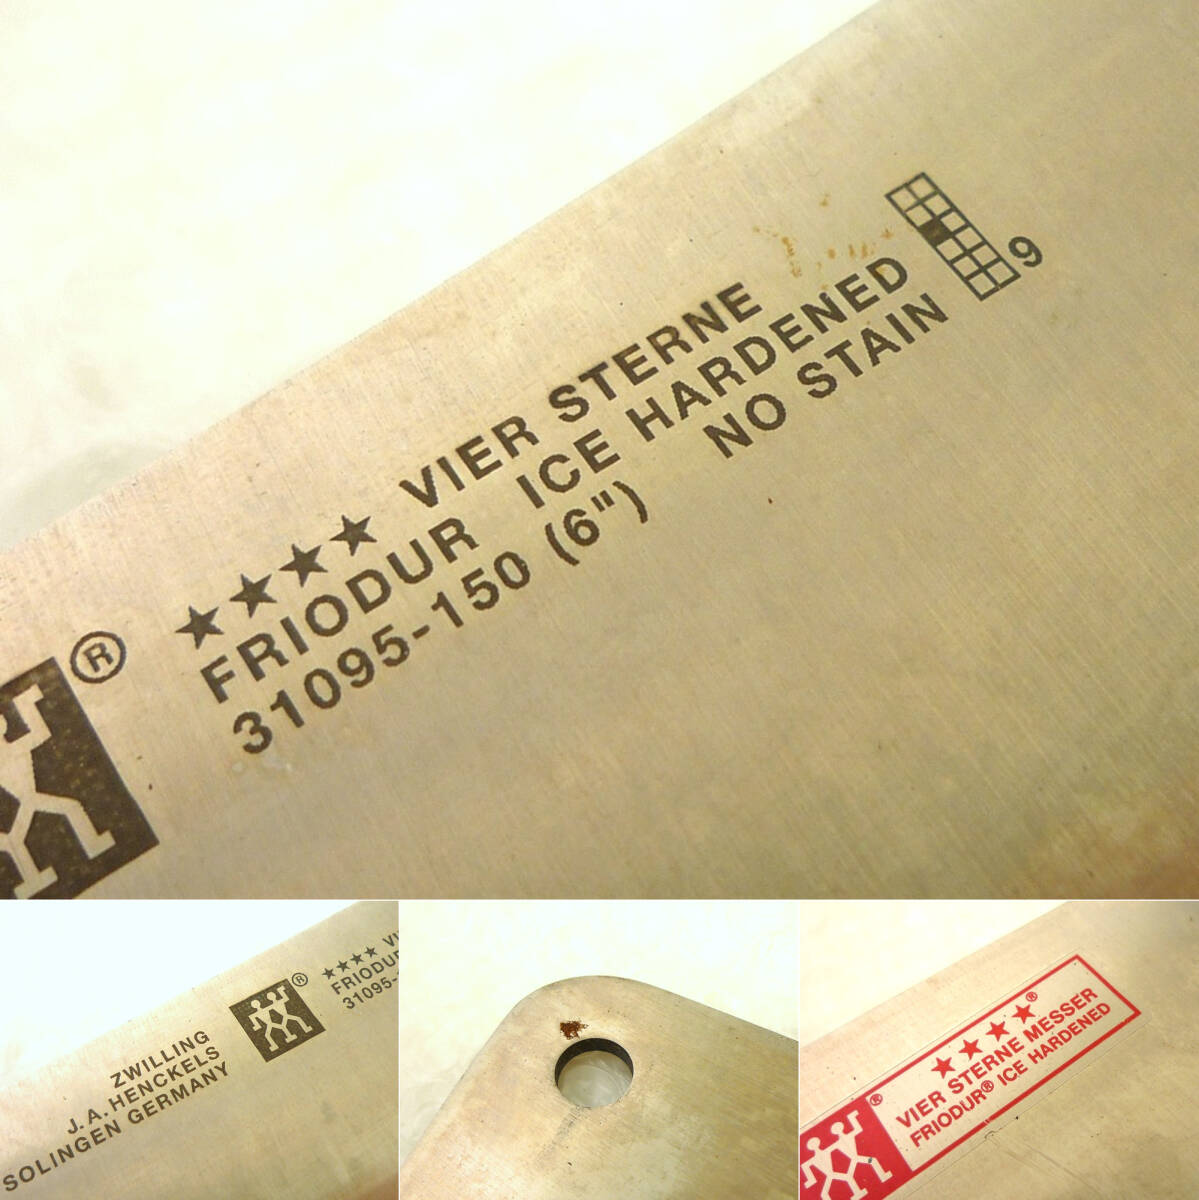 ®
★★★★ VIER STERNE
FRIODUR ICE HARDENED
31095-150 (6") NO STAIN
9
ZWILLING
J.A. HENCKELS
SOLINGEN GERMANY
®
★★★★ VI
FRIODUR
31095-
®
★★★★®
VIER STERNE MESSER
FRIODUR® ICE HARDENED